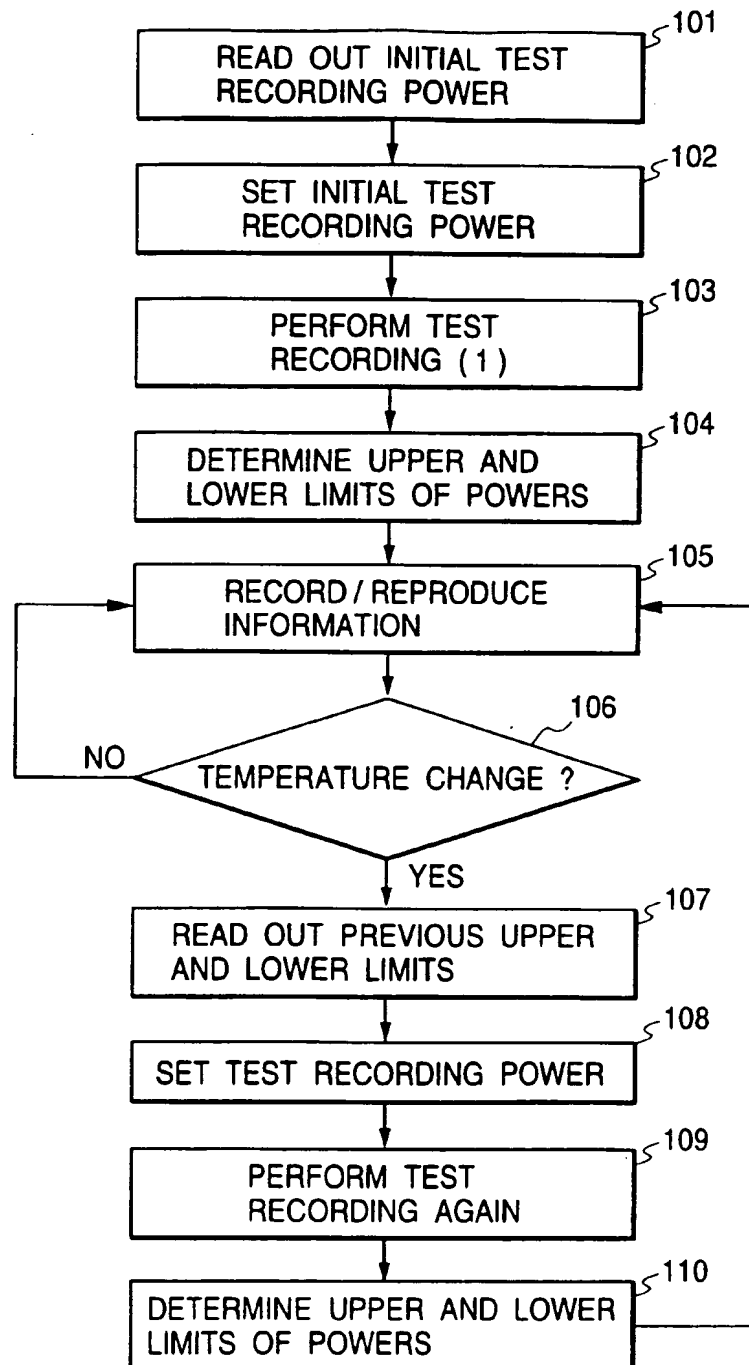 101
READ OUT INITIAL TEST
RECORDING POWER
102
SET INITIAL TEST
RECORDING POWER
103
PERFORM TEST
RECORDING (1)
104
DETERMINE UPPER AND
LOWER LIMITS OF POWERS
105
RECORD/REPRODUCE
INFORMATION
106
NO
TEMPERATURE CHANGE ?
YES
107
READ OUT PREVIOUS UPPER
AND LOWER LIMITS
108
SET TEST RECORDING POWER
109
PERFORM TEST
RECORDING AGAIN
110
DETERMINE UPPER AND LOWER
LIMITS OF POWERS